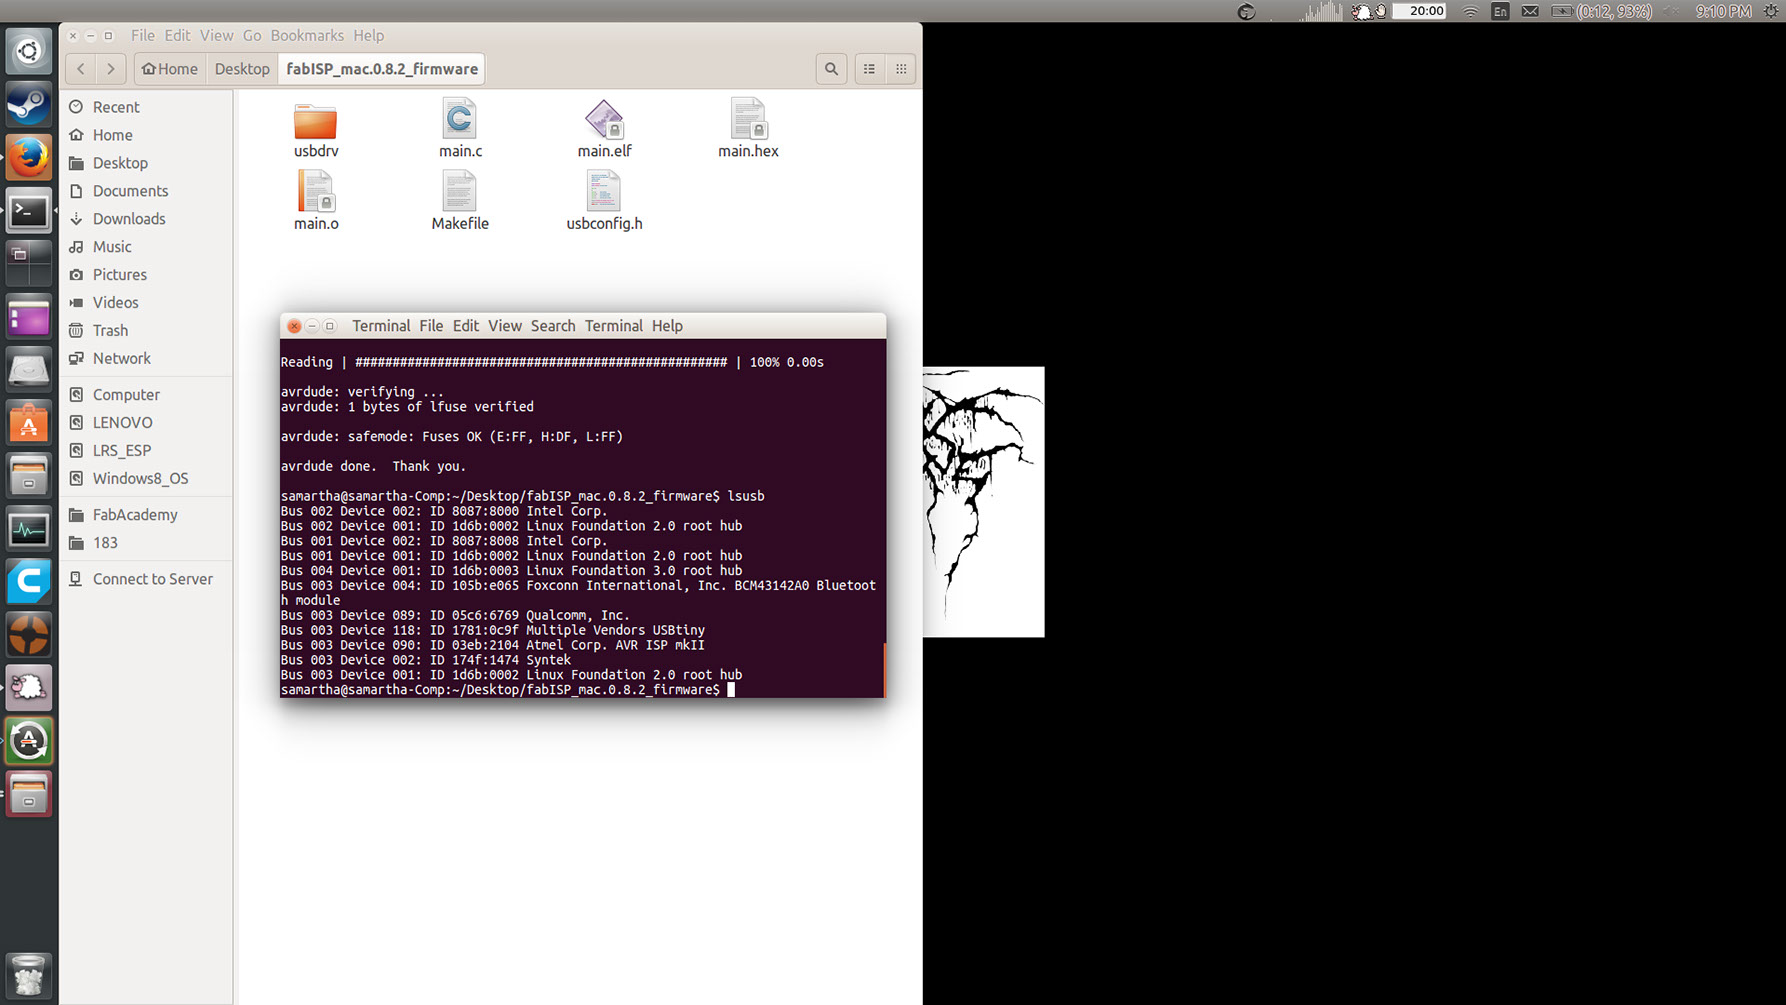 20:00
En
(0:12, 93%)
9:10 PM
File Edit View Go Bookmarks Help
Home
Desktop
fabISP_mac.0.8.2_firmware
Recent
Home
Desktop
Documents
Downloads
Music
Pictures
Videos
Trash
Network
Computer
LENOVO
LRS_ESP
Windows8_OS
FabAcademy
183
Connect to Server
usbdrv
main.c
main.elf
main.hex
main.o
Makefile
usbconfig.h
Terminal File Edit View Search Terminal Help
Reading | ################################################## | 100% 0.00s
avrdude: verifying ...
avrdude: 1 bytes of lfuse verified
avrdude: safemode: Fuses OK (E:FF, H:DF, L:FF)
avrdude done.  Thank you.
samartha@samartha-Comp:~/Desktop/fabISP_mac.0.8.2_firmware$ lsusb
Bus 002 Device 002: ID 8087:8000 Intel Corp.
Bus 002 Device 001: ID 1d6b:0002 Linux Foundation 2.0 root hub
Bus 001 Device 002: ID 8087:8008 Intel Corp.
Bus 001 Device 001: ID 1d6b:0002 Linux Foundation 2.0 root hub
Bus 004 Device 001: ID 1d6b:0003 Linux Foundation 3.0 root hub
Bus 003 Device 004: ID 105b:e065 Foxconn International, Inc. BCM43142A0 Bluetoot
h module
Bus 003 Device 089: ID 05c6:6769 Qualcomm, Inc.
Bus 003 Device 118: ID 1781:0c9f Multiple Vendors USBtiny
Bus 003 Device 090: ID 03eb:2104 Atmel Corp. AVR ISP mkII
Bus 003 Device 002: ID 174f:1474 Syntek
Bus 003 Device 001: ID 1d6b:0002 Linux Foundation 2.0 root hub
samartha@samartha-Comp:~/Desktop/fabISP_mac.0.8.2_firmware$